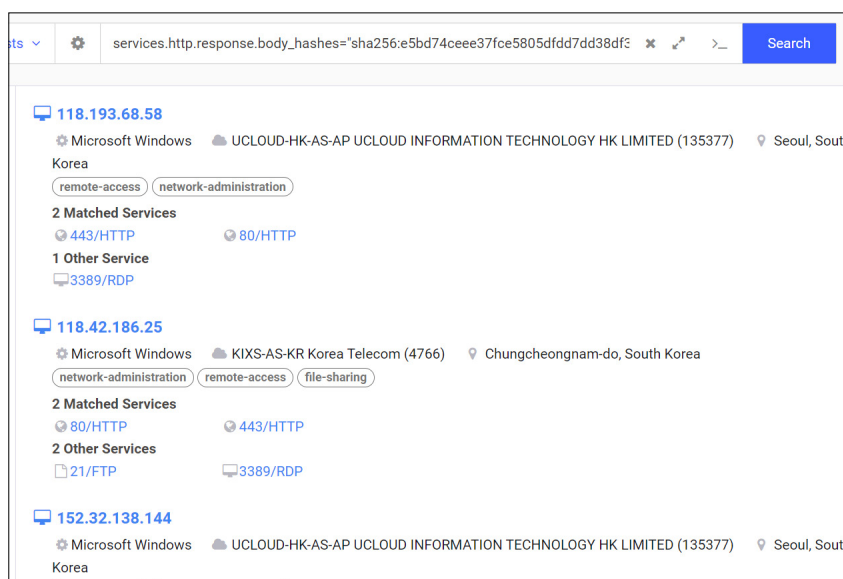 sts
services.http.response.body_hashes="sha256:e5bd74ceee37fce5805dfdd7dd38df3
Search
118.193.68.58
Microsoft Windows UCLOUD-HK-AS-AP UCLOUD INFORMATION TECHNOLOGY HK LIMITED (135377) Seoul, Sout
Korea
remote-access network-administration
2 Matched Services
443/HTTP 80/HTTP
1 Other Service
3389/RDP
118.42.186.25
Microsoft Windows KIXS-AS-KR Korea Telecom (4766) Chungcheongnam-do, South Korea
network-administration remote-access file-sharing
2 Matched Services
80/HTTP 443/HTTP
2 Other Services
21/FTP 3389/RDP
152.32.138.144
Microsoft Windows UCLOUD-HK-AS-AP UCLOUD INFORMATION TECHNOLOGY HK LIMITED (135377) Seoul, Sout
Korea